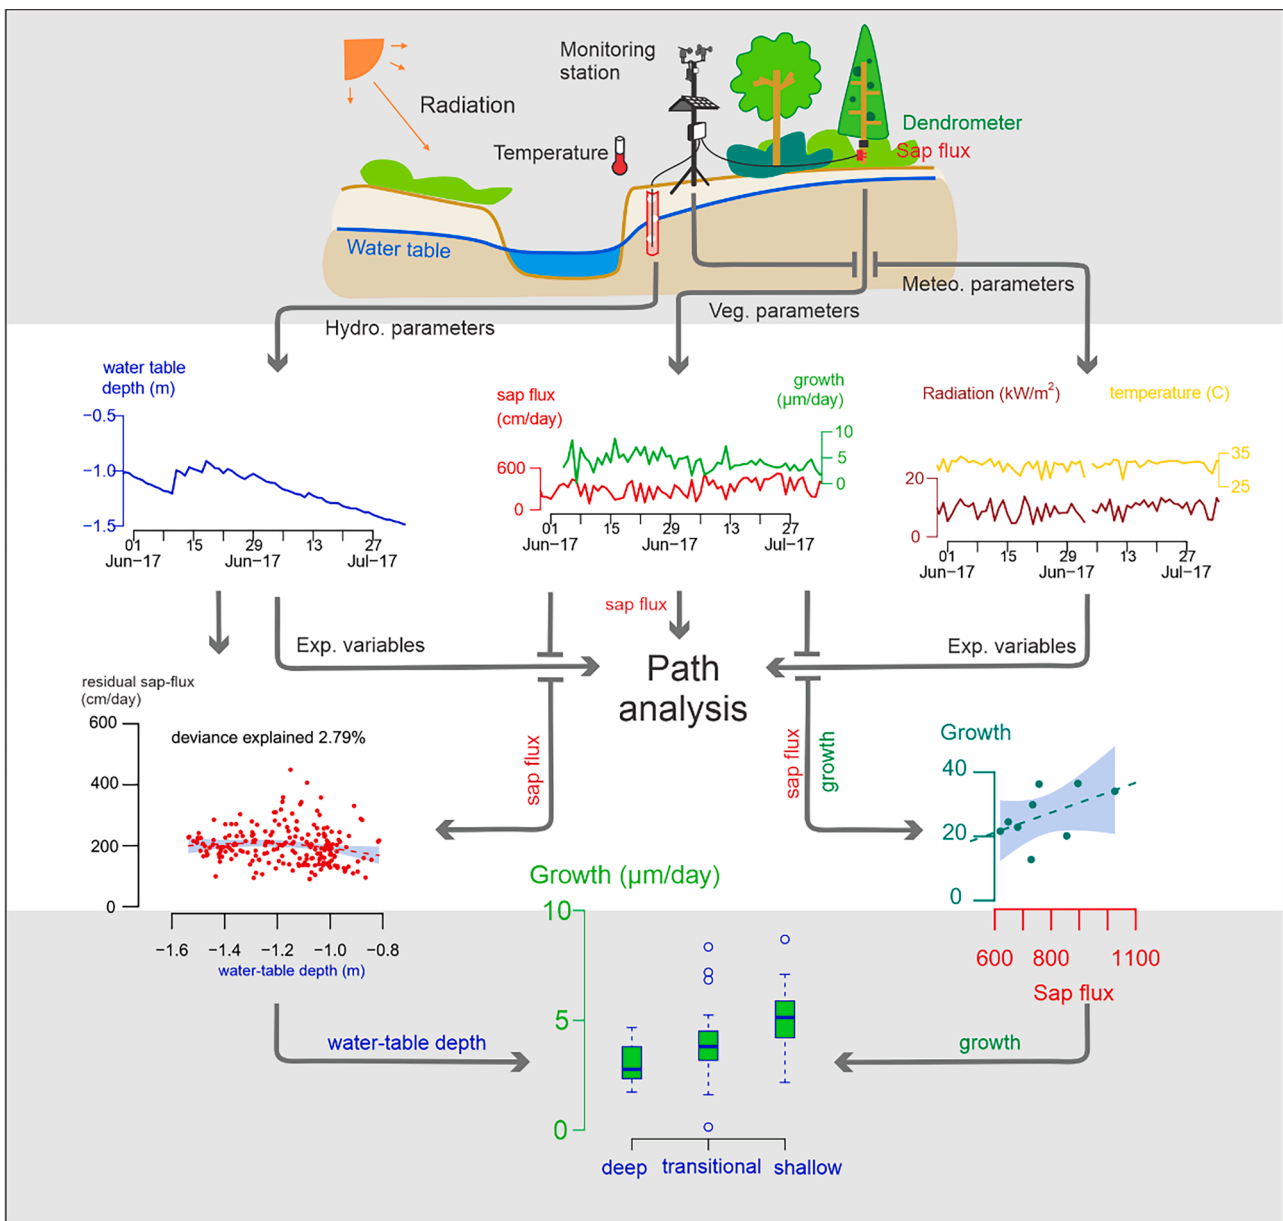 Monitoring
station
Radiation
Dendrometer
Temperature
Sap flux
Water table
Meteo. parameters
Veg. parameters
Hydro. parameters
water table
depth (m)
−0.5
−1.0
−1.5
01
15
29
13
27
Jun−17
Jun−17
Jul−17
sap flux
(cm/day)
growth
(µm/day)
600
0
10
5
0
01
15
29
13
27
Jun−17
Jun−17
Jul−17
Radiation (kW/m2)
temperature (C)
20
0
35
25
01
15
29
13
27
Jun−17
Jun−17
Jul−17
sap flux
Exp. variables
Exp. variables
Path
analysis
residual sap-flux
(cm/day)
600
400
200
0
deviance explained 2.79%
−1.6
−1.4
−1.2
−1.0
−0.8
water-table depth (m)
sap flux
sap flux
growth
Growth
40
20
0
600
800
1100
Sap flux
Growth (µm/day)
10
5
0
water-table depth
growth
deep
transitional
shallow